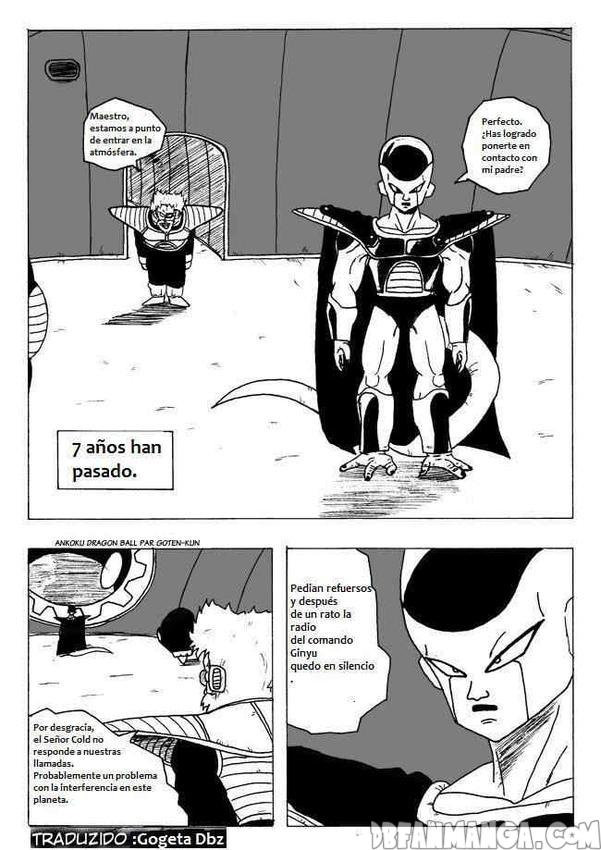 Maestro,
estamos a punto
de entrar en la
atmósfera.
Perfecto.
¿Has logrado
ponerte en
contacto con
mi padre?
7 años han
pasado.
ANKOKU DRAGON BALL PAR GOTEN-KUN
Por desgracía,
el Señor Cold no
responde a nuestras
llamadas.
Probablemente un problema
con la interferencia en este
planeta.
Pedian refuersos
y después
de un rato la
radio
del comando
Ginyu
quedo en silencio
.
TRADUZIDO :Gogeta Dbz
DBFANMANGA.COM